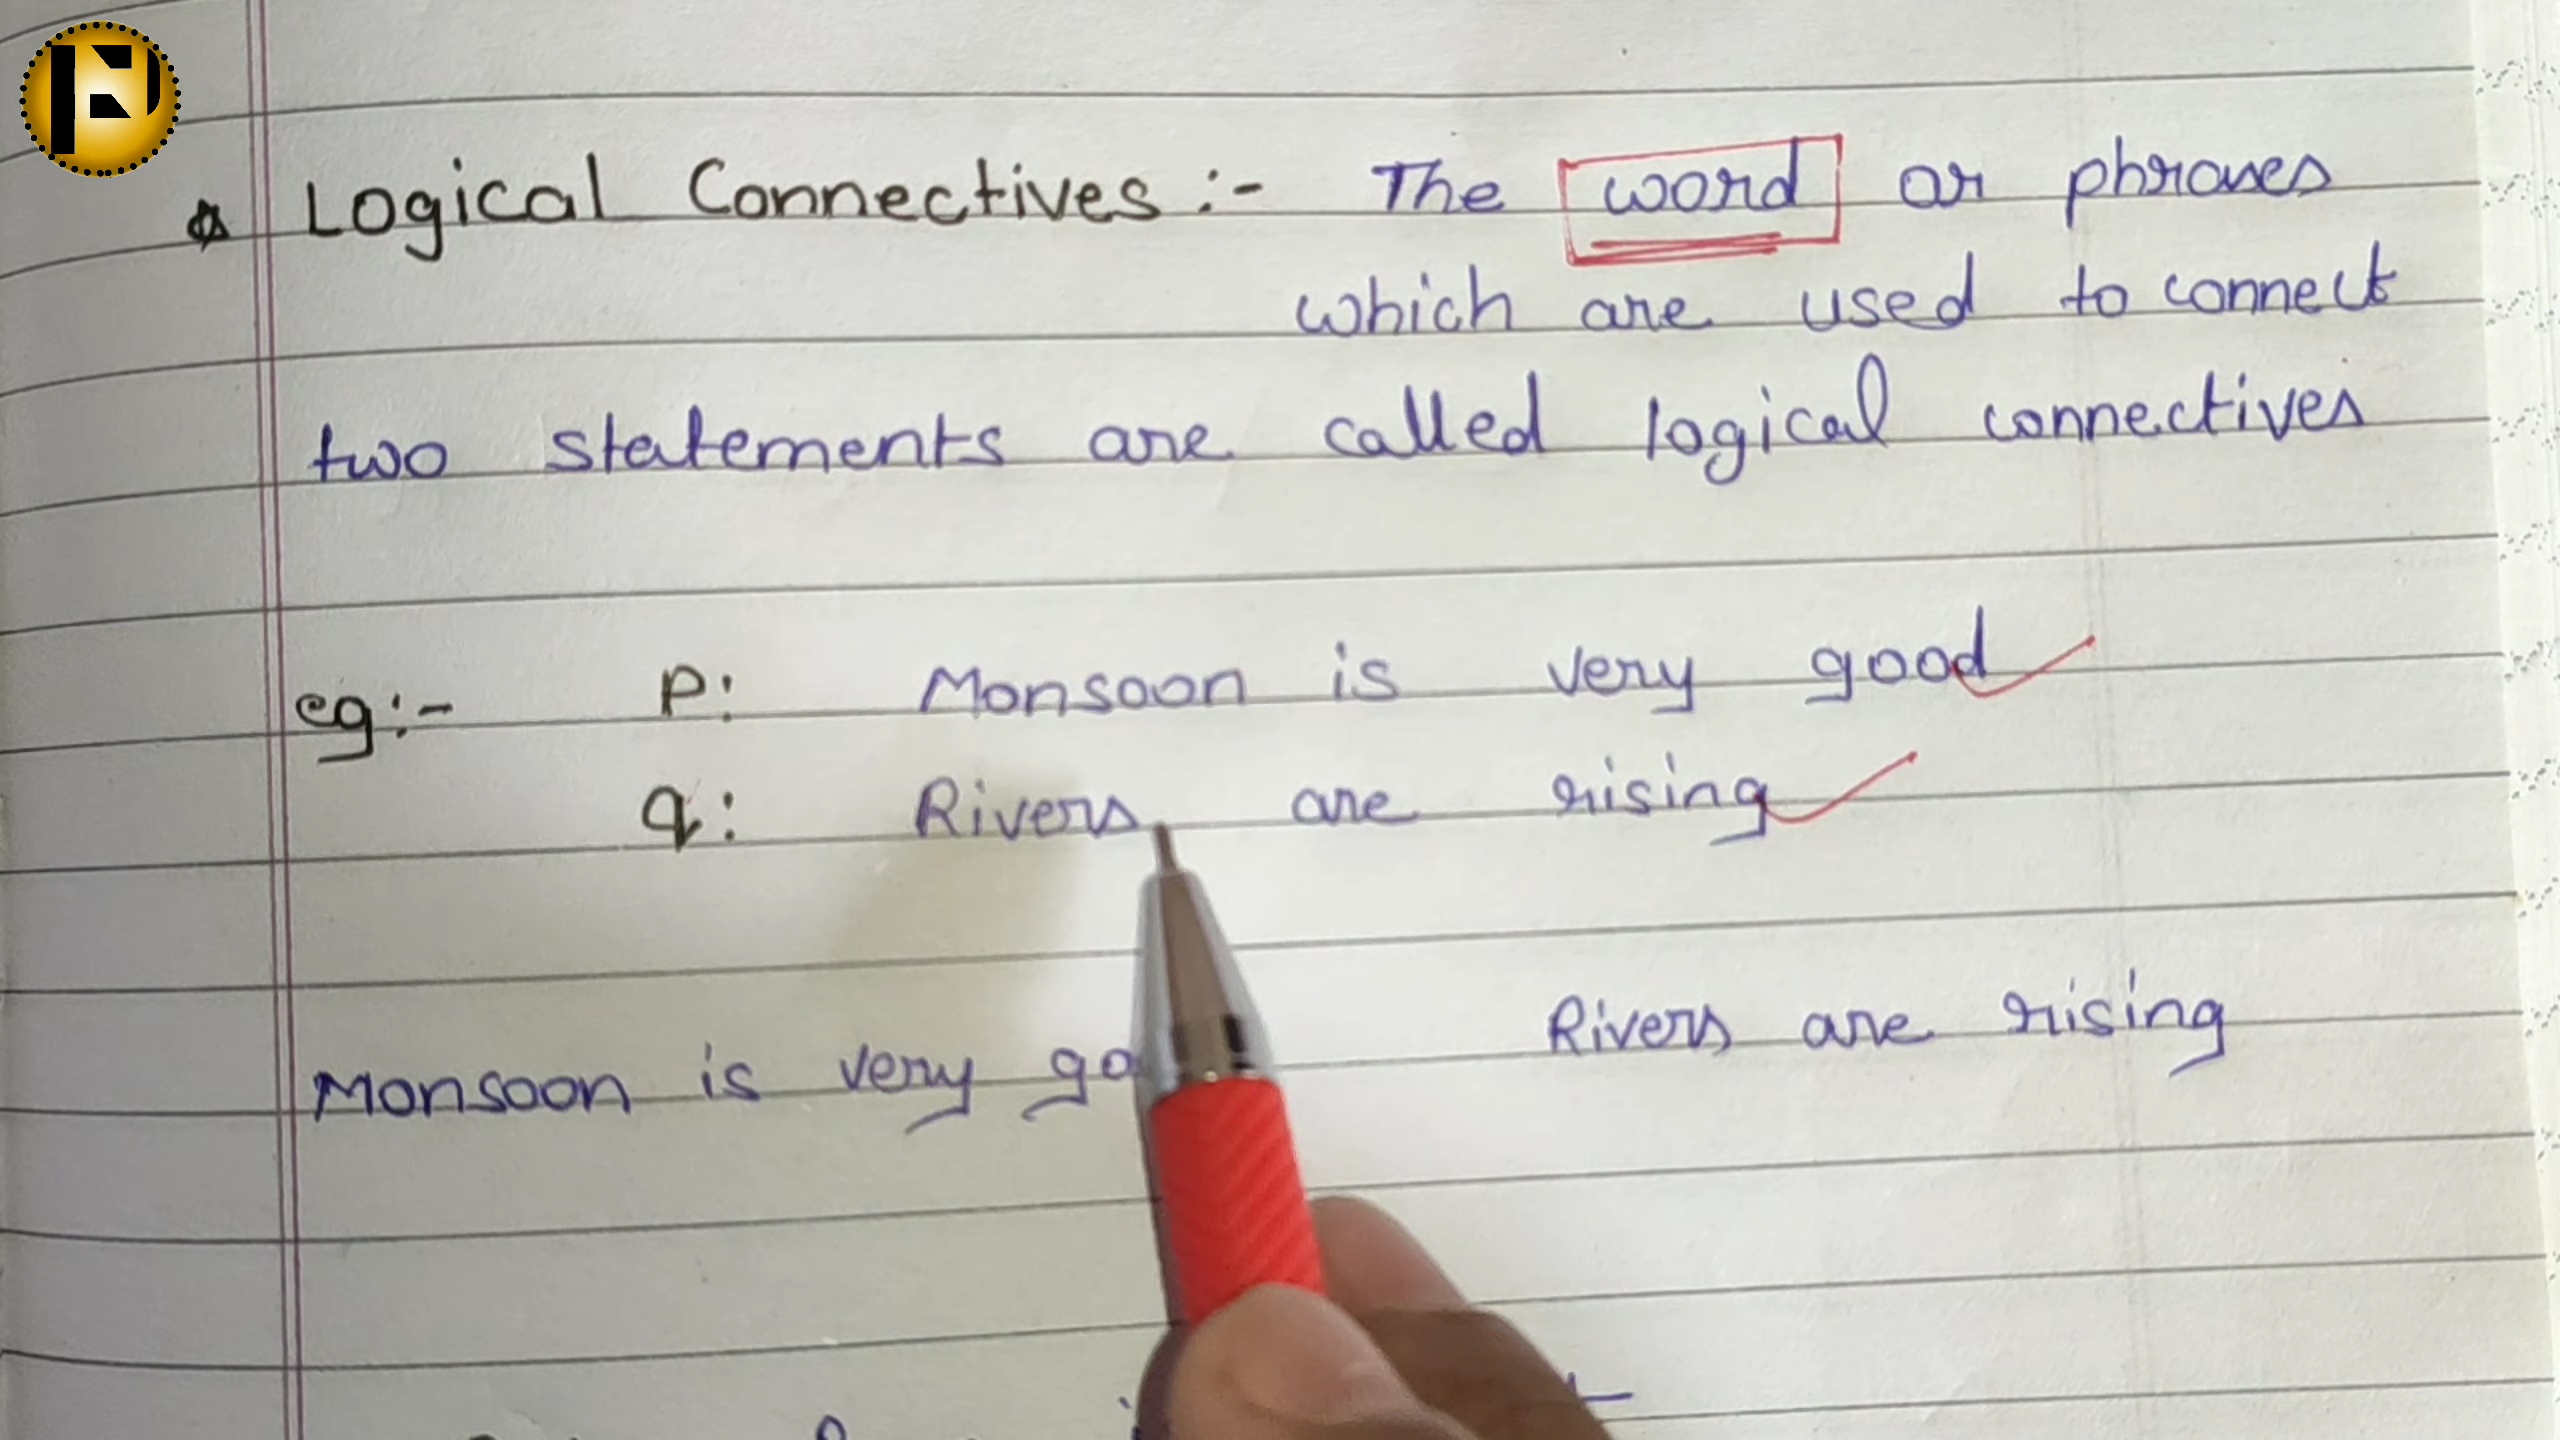 Logical Connectives :- The word or phrases
which are used to connect
two statements are called logical connectives
eg:- P: Monsoon is very good
q: Rivers are rising
Monsoon is very go Rivers are rising